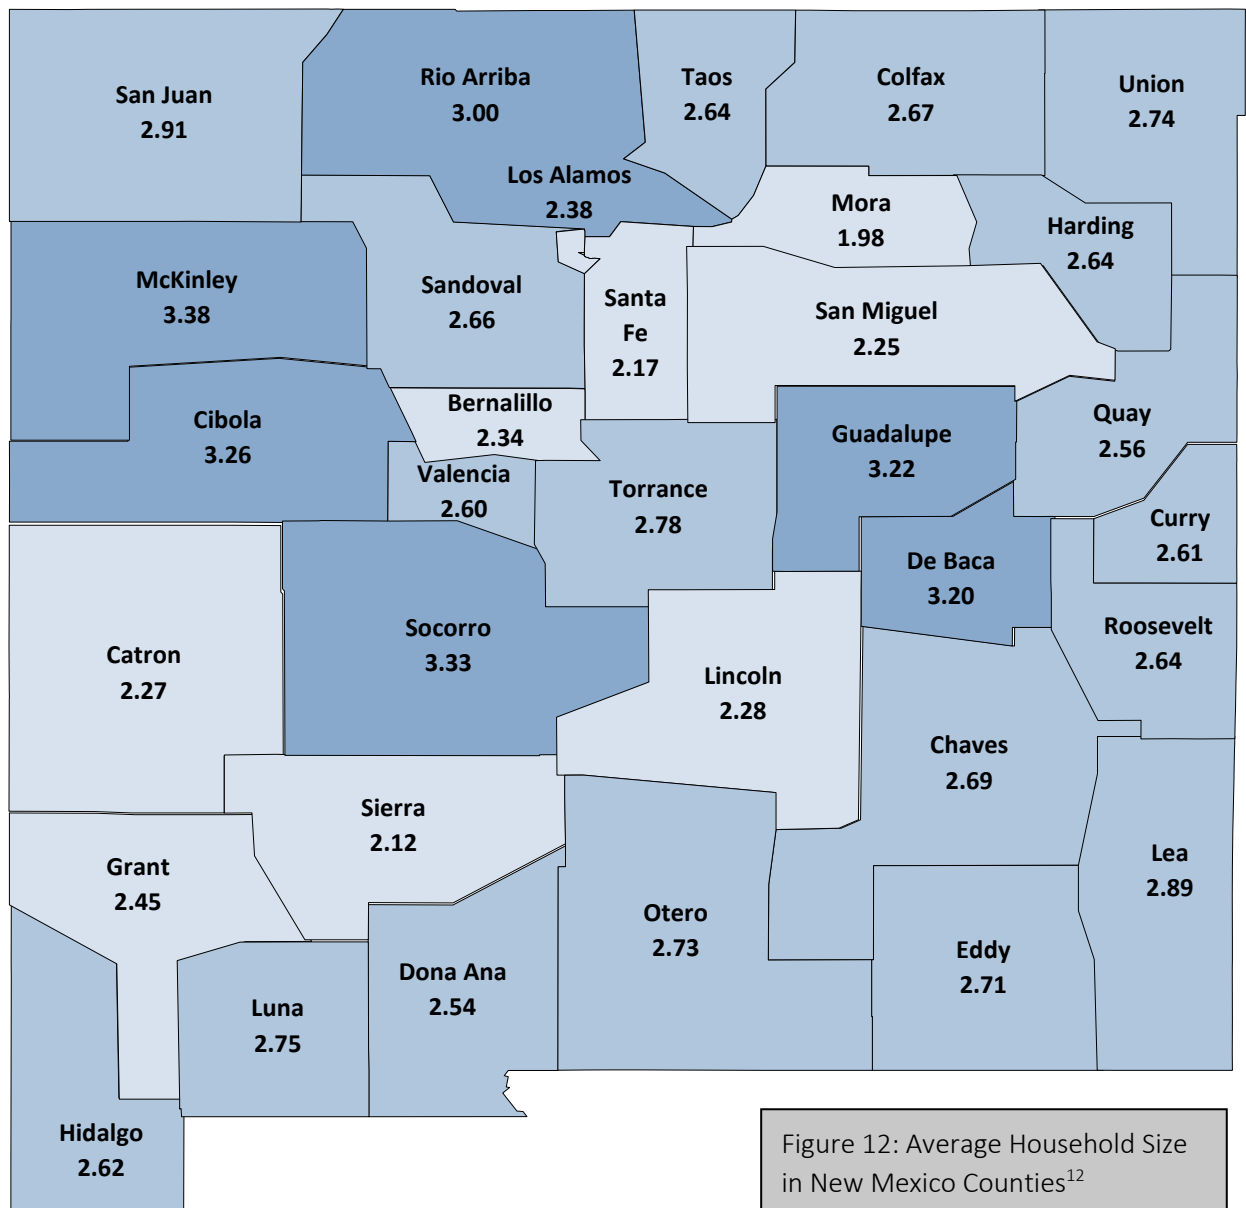 San Juan
2.91
Rio Arriba
3.00
Taos
2.64
Colfax
2.67
Union
2.74
Los Alamos
2.38
Mora
1.98
Harding
2.64
McKinley
3.38
Sandoval
2.66
Santa
Fe
2.17
San Miguel
2.25
Cibola
3.26
Bernalillo
2.34
Guadalupe
3.22
Quay
2.56
Valencia
2.60
Torrance
2.78
Curry
2.61
De Baca
3.20
Catron
2.27
Socorro
3.33
Lincoln
2.28
Roosevelt
2.64
Chaves
2.69
Sierra
2.12
Grant
2.45
Lea
2.89
Otero
2.73
Eddy
2.71
Dona Ana
2.54
Luna
2.75
Hidalgo
2.62
Figure 12: Average Household Size
in New Mexico Counties¹²